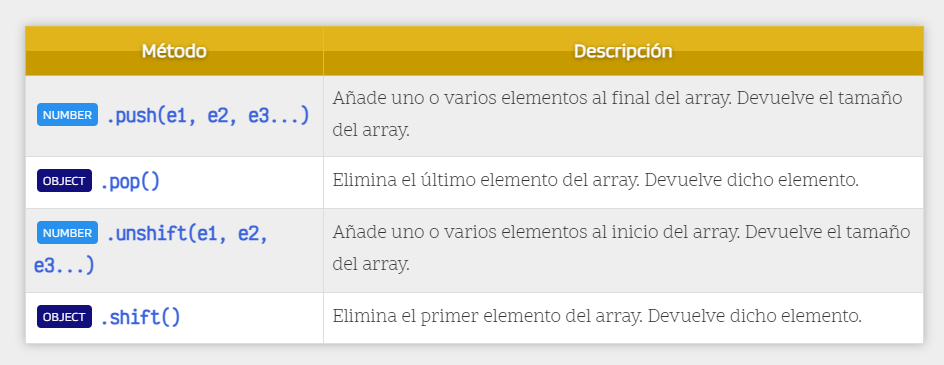 Método Descripción
NUMBER .push(e1, e2, e3...) Añade uno o varios elementos al final del array. Devuelve el tamaño
del array.
OBJECT .pop() Elimina el último elemento del array. Devuelve dicho elemento.
NUMBER .unshift(e1, e2, Añade uno o varios elementos al inicio del array. Devuelve el tamaño
e3...) del array.
OBJECT .shift() Elimina el primer elemento del array. Devuelve dicho elemento.